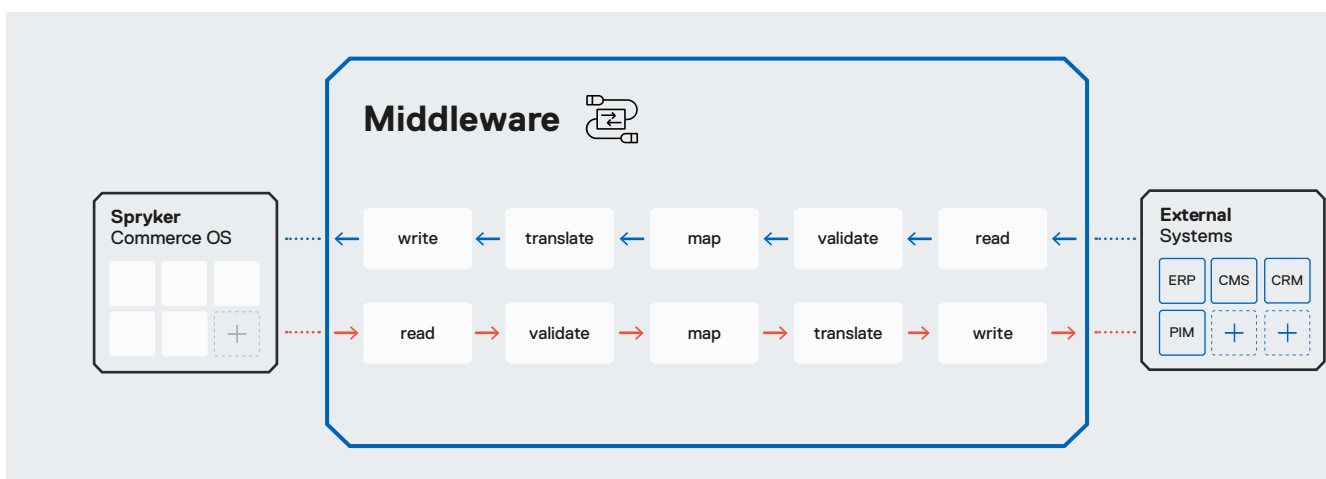 Middleware
Spryker
Commerce OS
write
translate
map
validate
read
read
validate
map
translate
write
External
Systems
ERP CMS CRM
PIM + +
+